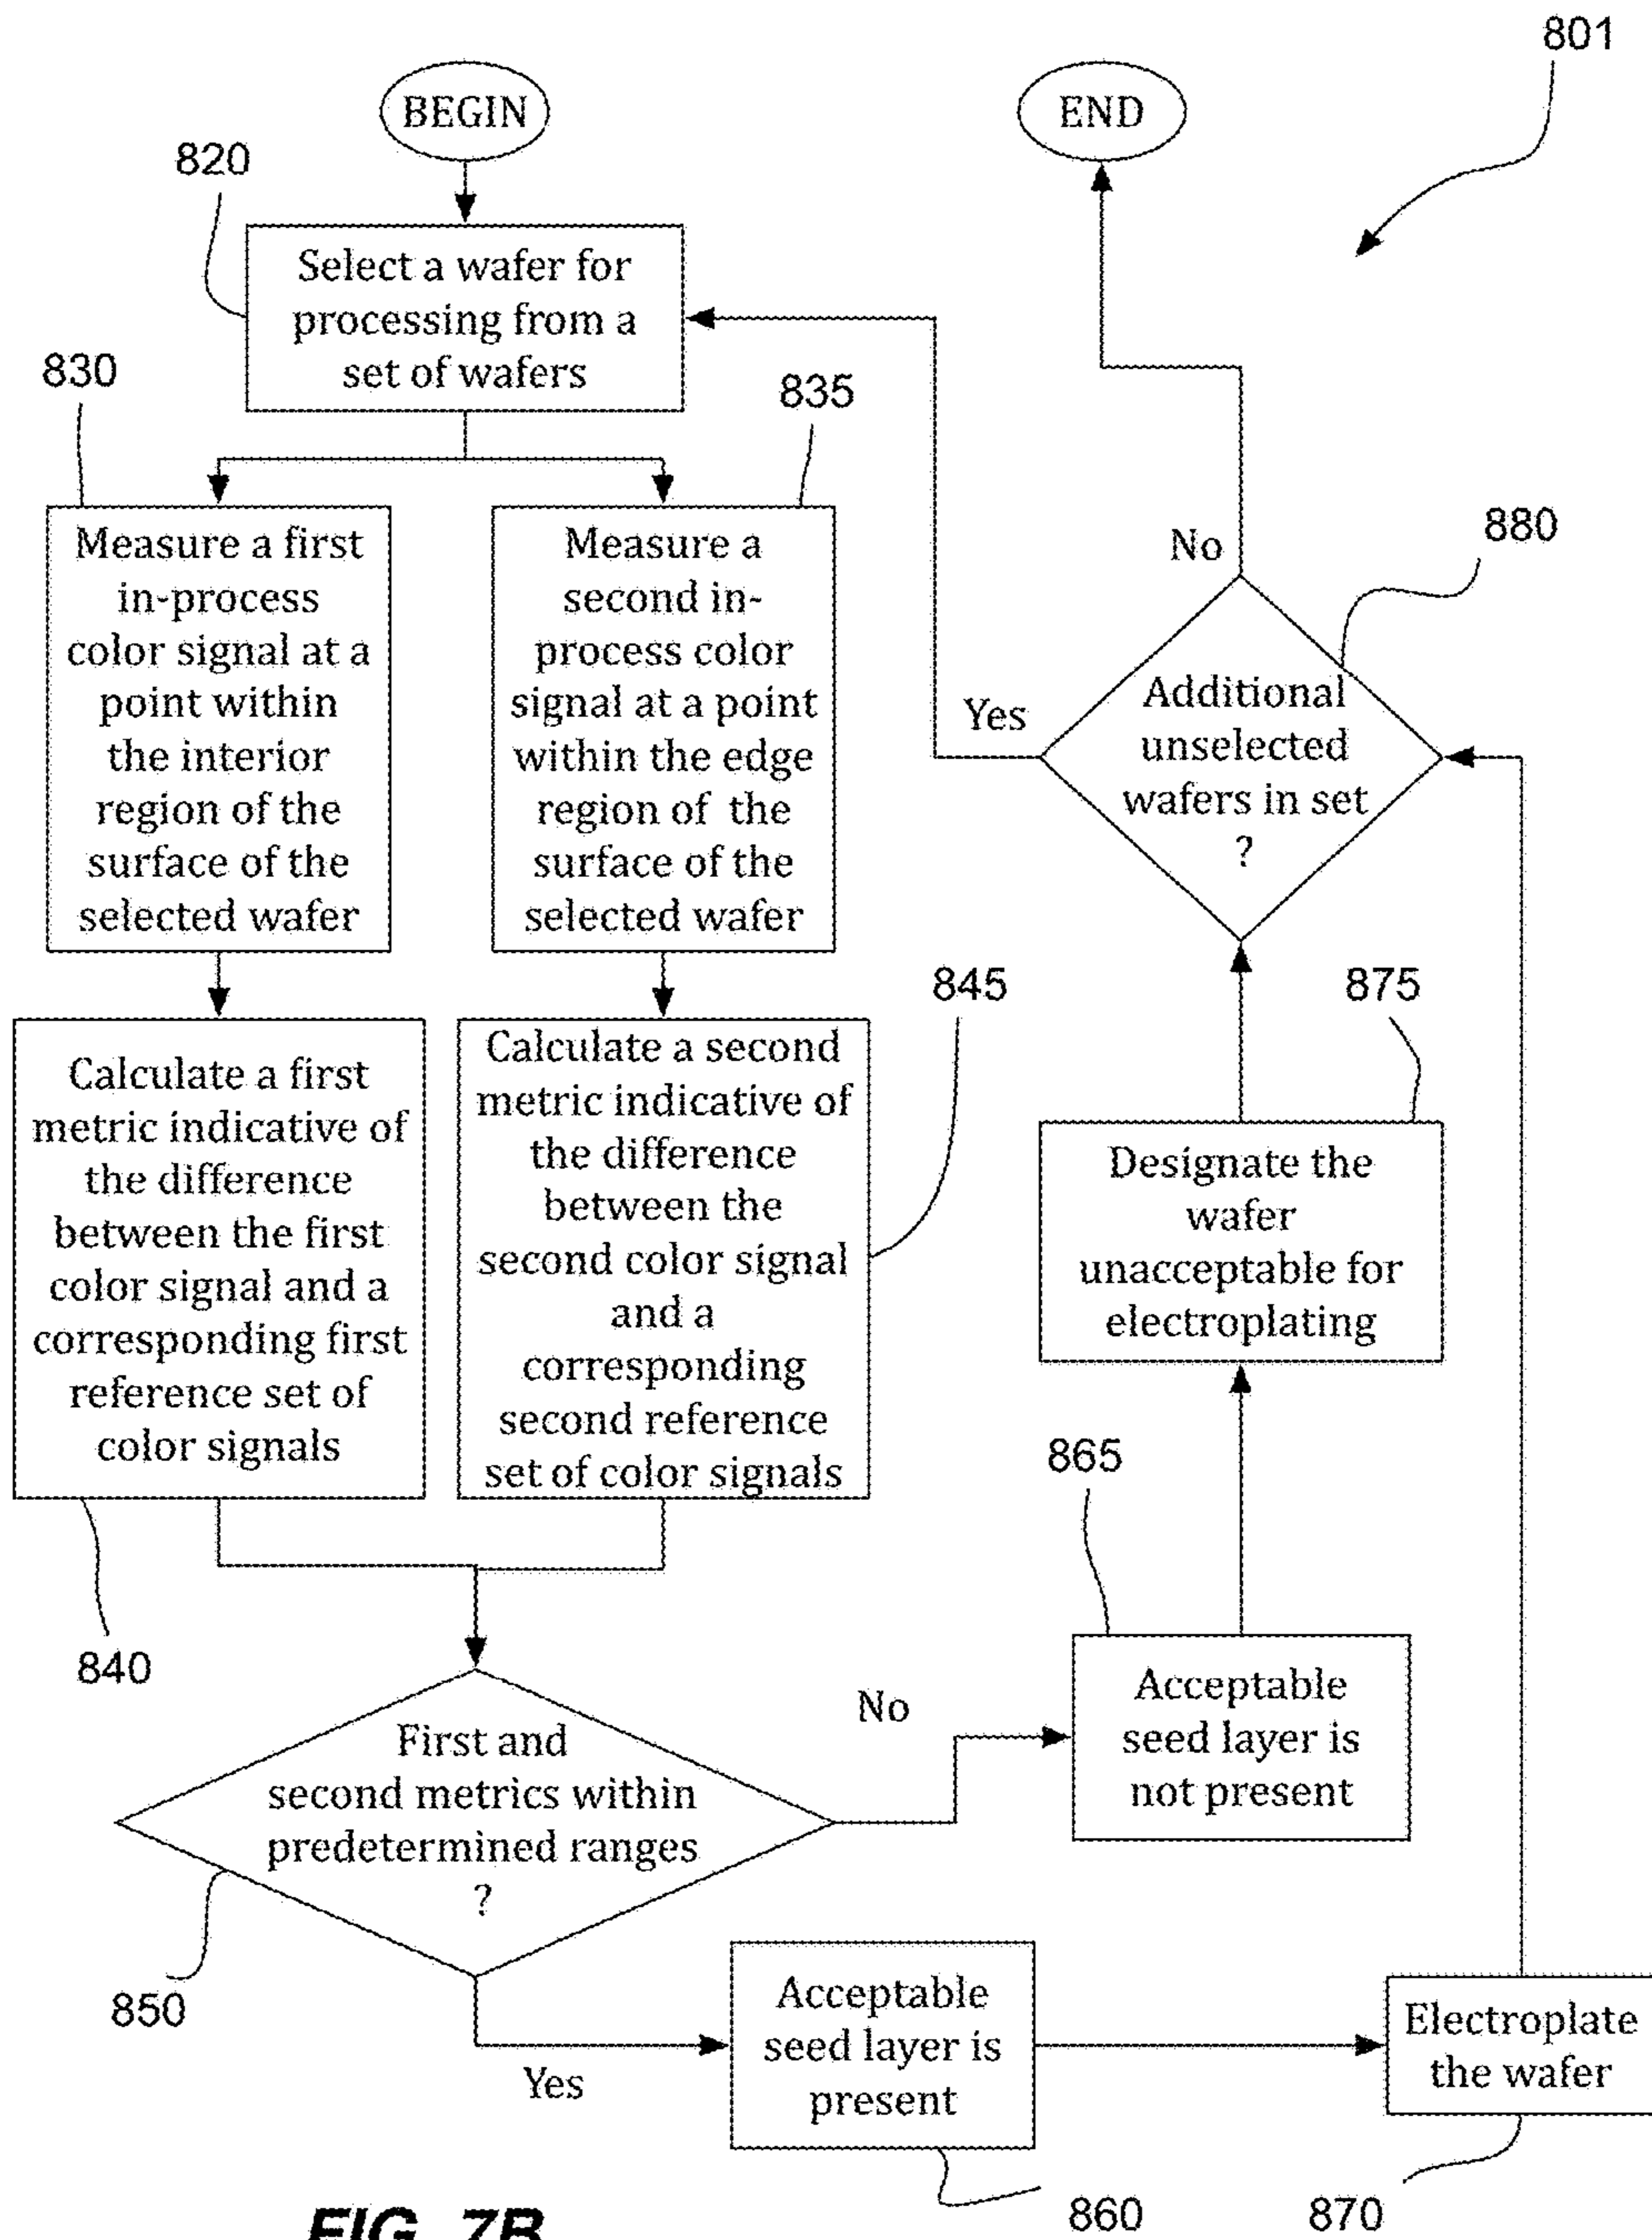 801
BEGIN
END
820
Select a wafer for
processing from a
set of wafers
830
835
Measure a first
in-process
color signal at a
point within
the interior
region of the
surface of the
selected wafer
Measure a
second in-
process color
signal at a point
within the edge
region of the
surface of the
selected wafer
No
880
Yes
Additional
unselected
wafers in set
?
845
875
Calculate a first
metric indicative of
the difference
between the first
color signal and a
corresponding first
reference set of
color signals
Calculate a second
metric indicative of
the difference
between the
second color signal
and a
corresponding
second reference
set of color signals
Designate the
wafer
unacceptable for
electroplating
865
840
No
Acceptable
seed layer is
not present
First and
second metrics within
predetermined ranges
?
850
Yes
Acceptable
seed layer is
present
Electroplate
the wafer
860
870
FIG. 7B